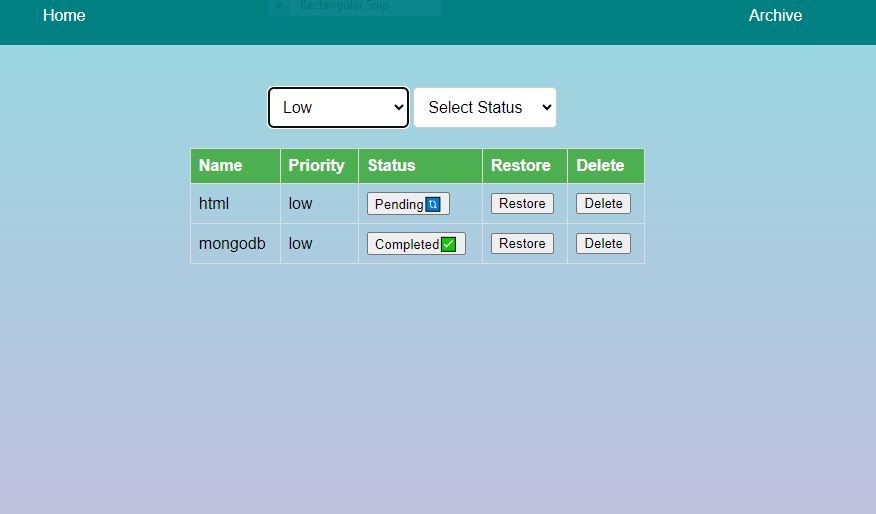 Home Rectangular Snip Archive
Low Select Status
Name Priority Status Restore Delete
html low Pending Restore Delete
mongodb low Completed Restore Delete